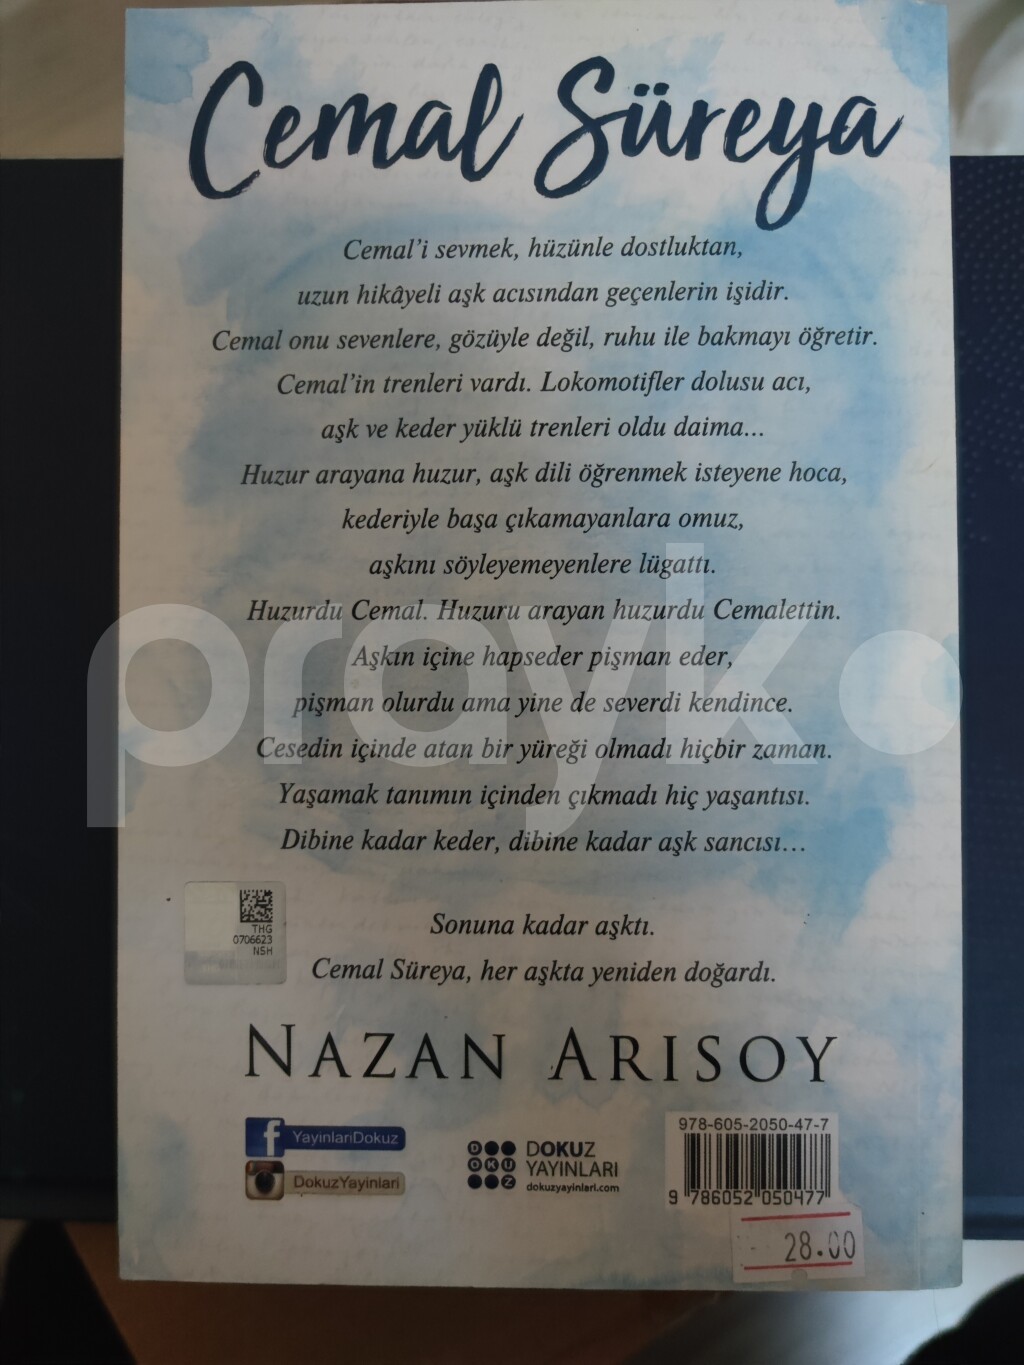 Cemal Süreya
Cemal'i sevmek, hüzünle dostluktan,
uzun hikâyeli aşk acısından geçenlerin işidir.
Cemal onu sevenlere, gözüyle değil, ruhu ile bakmayı öğretir.
Cemal'in trenleri vardı. Lokomotifler dolusu acı,
aşk ve keder yüklü trenleri oldu daima...
Huzur arayana huzur, aşk dili öğrenmek isteyene hoca,
kederiyle başa çıkamayanlara omuz,
aşkını söyleyemeyenlere lügattı.
Huzurdu Cemal. Huzuru arayan huzurdu Cemalettin.
Aşkın içine hapseder pişman eder,
pişman olurdu ama yine de severdi kendince.
Cesedin içinde atan bir yüreği olmadı hiçbir zaman.
Yaşamak tanımın içinden çıkmadı hiç yaşantısı.
Dibine kadar keder, dibine kadar aşk sancısı...
Sonuna kadar aşktı.
Cemal Süreya, her aşkta yeniden doğardı.
THG
0706623
NSH
NAZAN ARISOY
YayinlariDokuz
DokuzYayinlari
DOKUZ
DOKUZ
YAYINLARI
dokuzyayinlari.com
978-605-2050-47-7
9 786052 050477
28.00
prayko